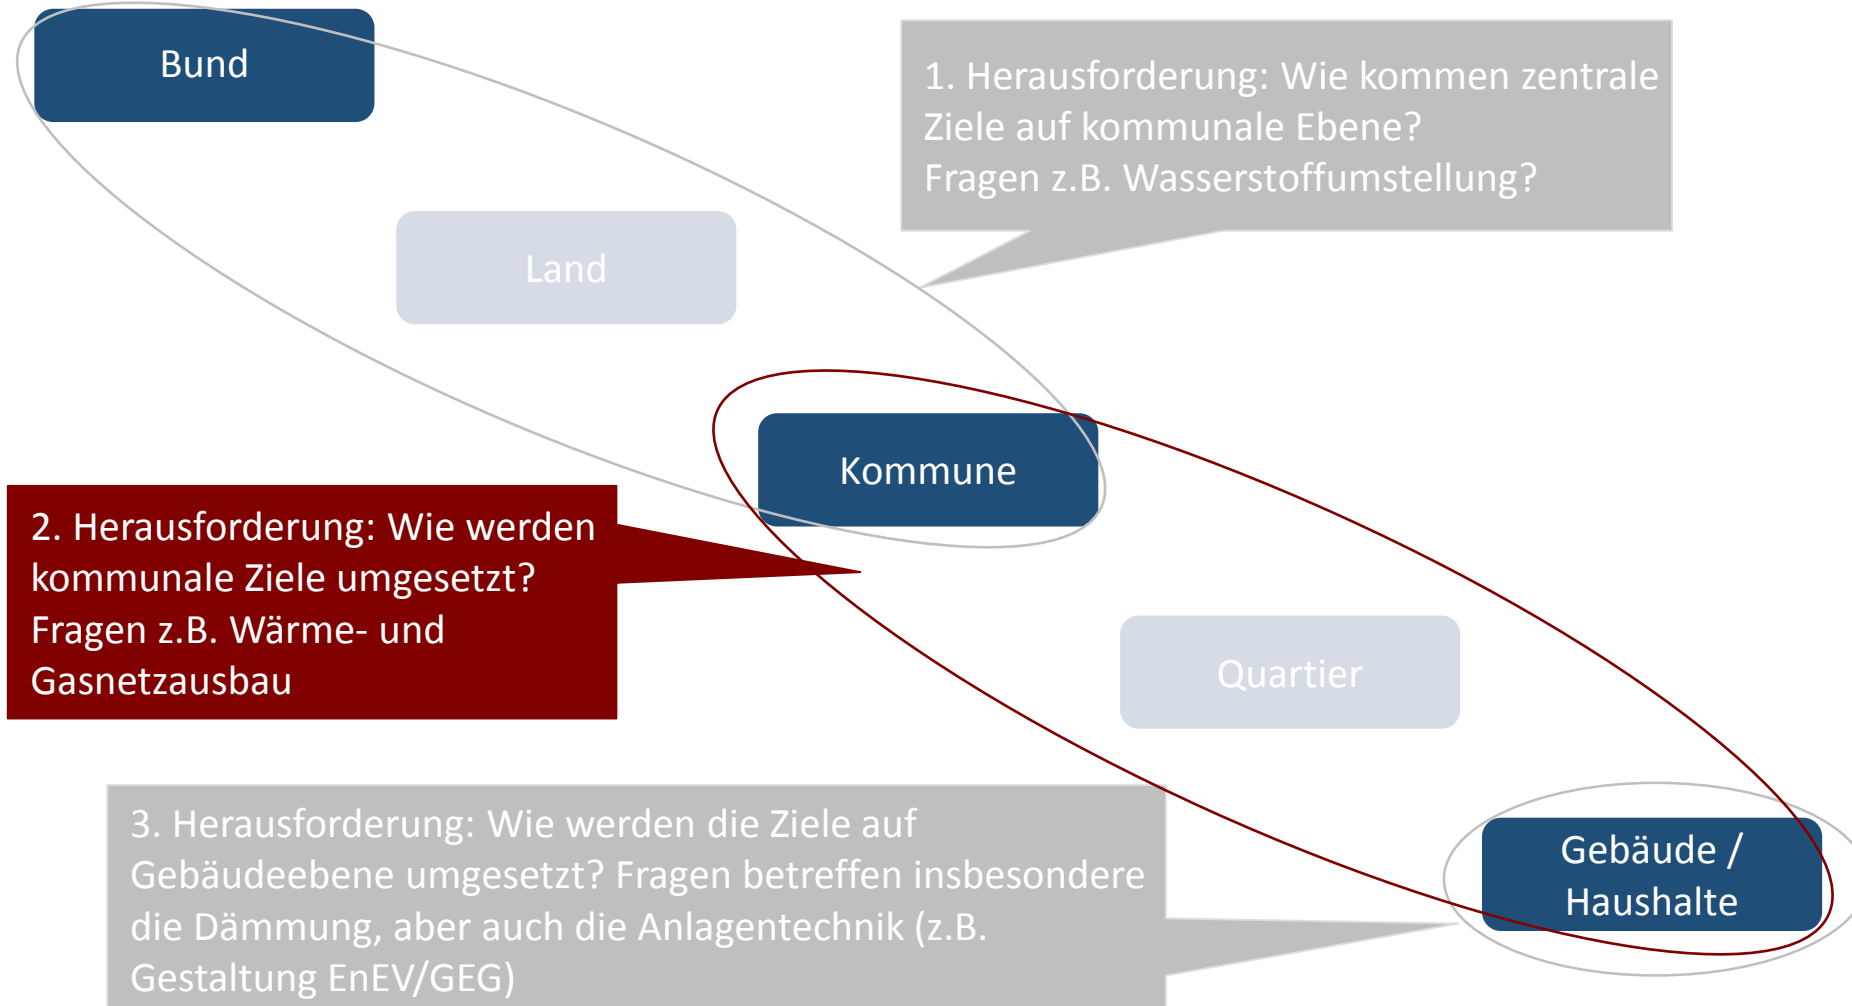 Bund
1. Herausforderung: Wie kommen zentrale
Ziele auf kommunale Ebene?
Fragen z.B. Wasserstoffumstellung?
Land
Kommune
2. Herausforderung: Wie werden
kommunale Ziele umgesetzt?
Fragen z.B. Wärme- und
Gasnetzausbau
Quartier
3. Herausforderung: Wie werden die Ziele auf
Gebäudeebene umgesetzt? Fragen betreffen insbesondere
die Dämmung, aber auch die Anlagentechnik (z.B.
Gestaltung EnEV/GEG)
Gebäude /
Haushalte